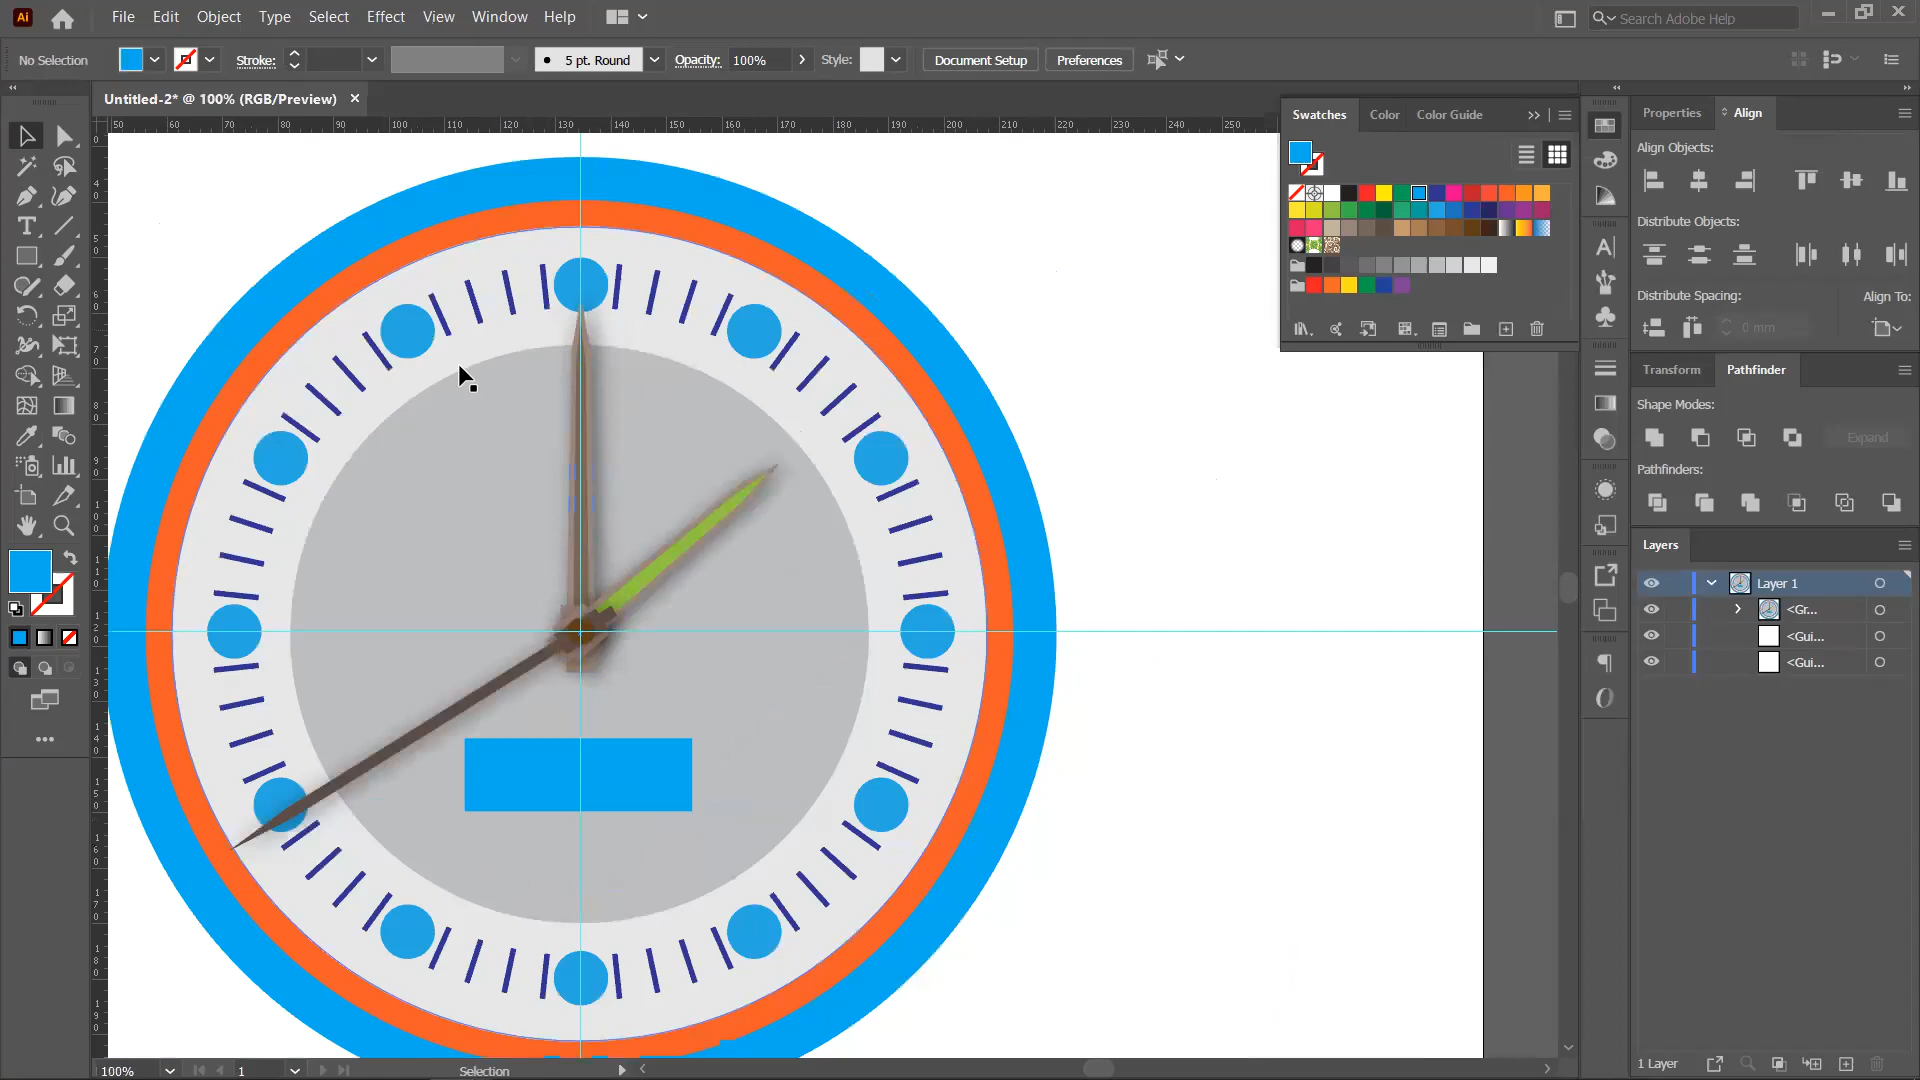 Ai File Edit Object Type Select Effect View Window Help Search Adobe Help
No Selection Stroke: 5 pt. Round Opacity: 100% Style: Document Setup Preferences
Untitled-2* @ 100% (RGB/Preview)
50 60 70 80 90 100 110 120 130 140 150 160 170 180 190 200 210 220 230 240 250
Swatches Color Color Guide
Properties Align
Align Objects:
Distribute Objects:
Distribute Spacing: Align To:
0 mm
Transform Pathfinder
Shape Modes:
Expand
Pathfinders:
Layers
Layer 1
<Gr...
<Gui...
<Gui...
1 Layer
100% 1 Selection